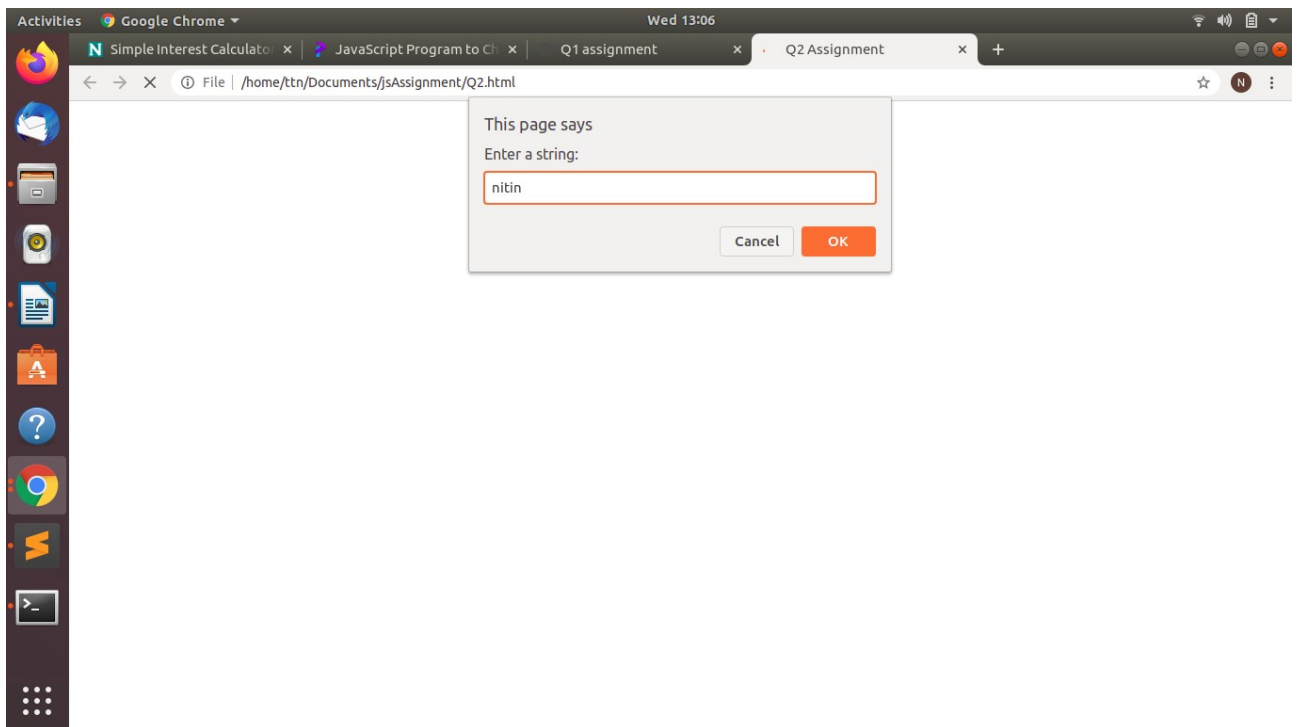 Activities Google Chrome Wed 13:06
N Simple Interest Calculator JavaScript Program to Ch Q1 assignment Q2 Assignment
File /home/ttn/Documents/jsAssignment/Q2.html N
This page says
Enter a string:
nitin
Cancel OK